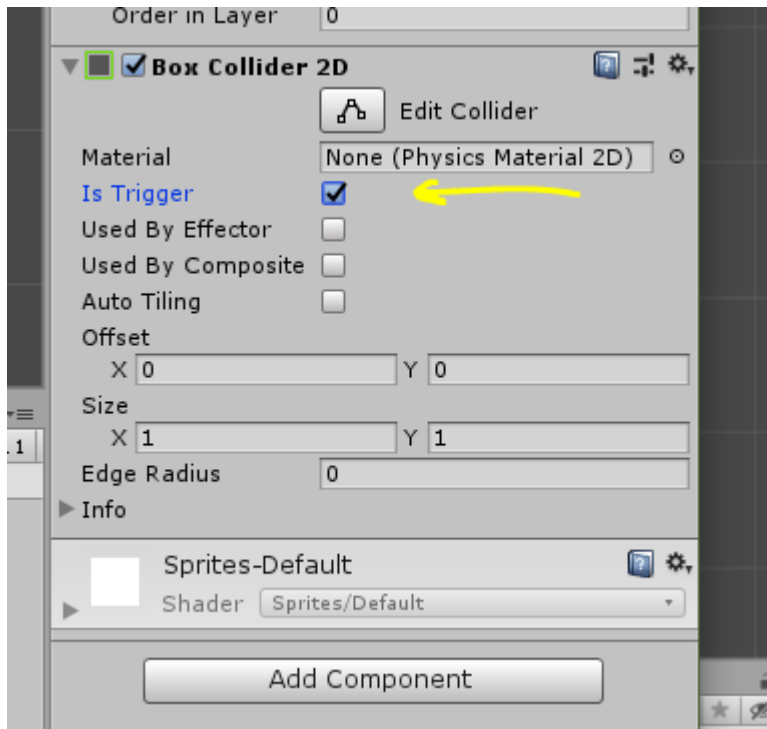 Order in Layer 0
Box Collider 2D
Edit Collider
Material None (Physics Material 2D)
Is Trigger
Used By Effector
Used By Composite
Auto Tiling
Offset
X 0 Y 0
Size
X 1 Y 1
1
Edge Radius 0
Info
Sprites-Default
Shader Sprites/Default
Add Component